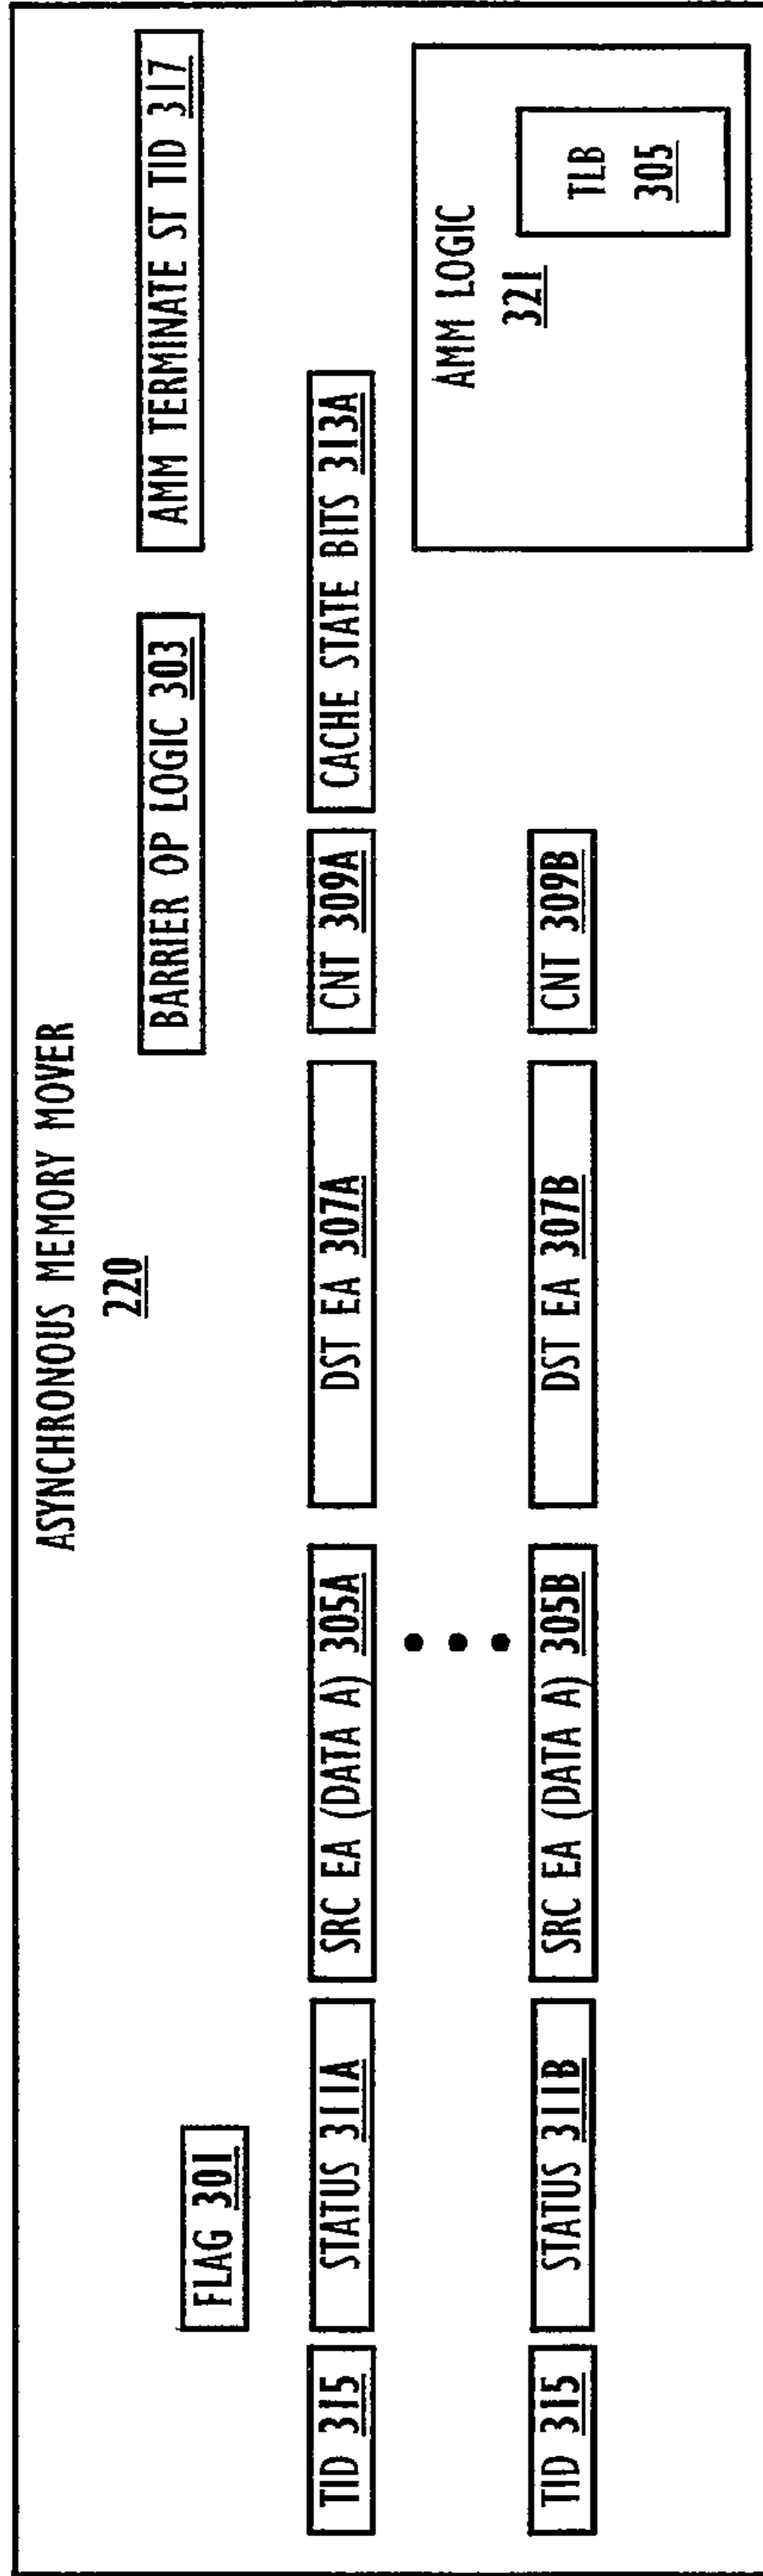 ASYNCHRONOUS MEMORY MOVER
220
FLAG 301
BARRIER OP LOGIC 303
AMM TERMINATE ST TID 317
TID 315
STATUS 311A
SRC EA (DATA A) 305A
DST EA 307A
CNT 309A
CACHE STATE BITS 313A
TID 315
STATUS 311B
SRC EA (DATA A) 305B
DST EA 307B
CNT 309B
AMM LOGIC
321
TLB
305